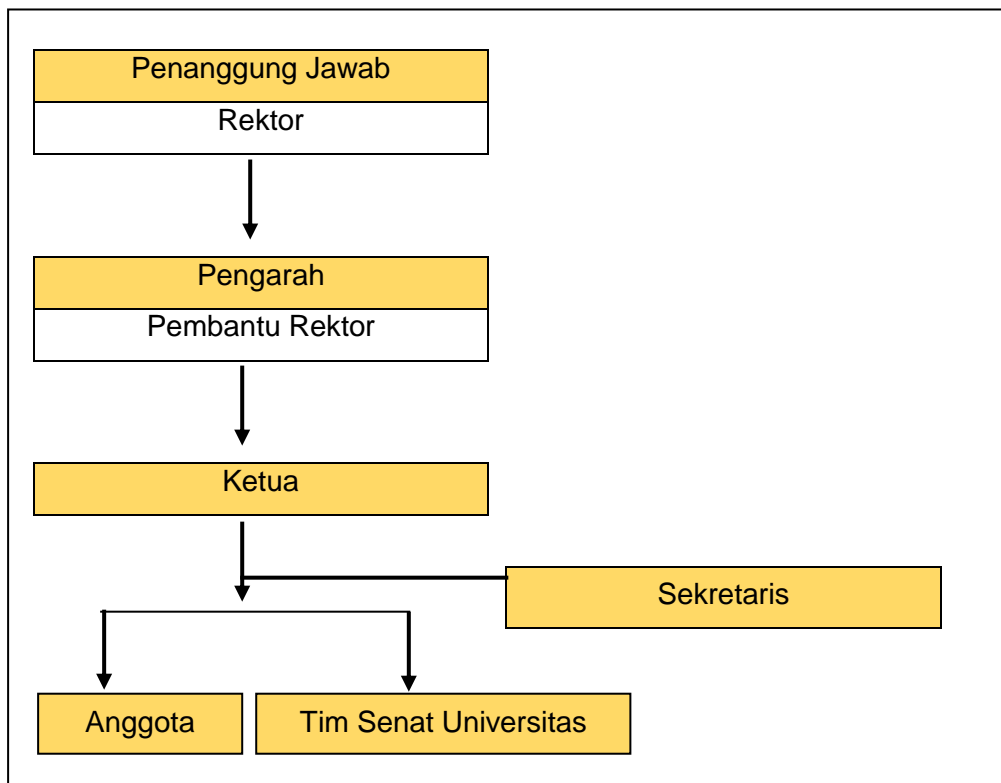 Penanggung Jawab
Rektor
Pengarah
Pembantu Rektor
Ketua
Sekretaris
Anggota
Tim Senat Universitas